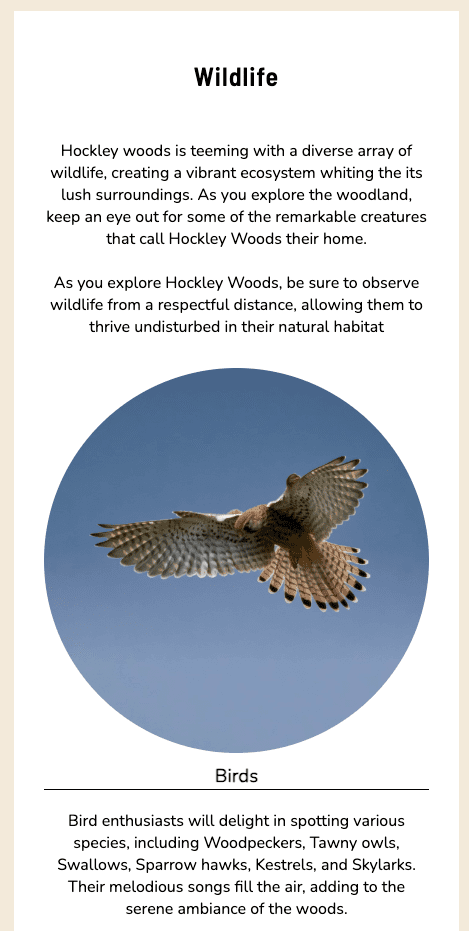 Wildlife
Hockley woods is teeming with a diverse array of
wildlife, creating a vibrant ecosystem whiting the its
lush surroundings. As you explore the woodland,
keep an eye out for some of the remarkable creatures
that call Hockley Woods their home.
As you explore Hockley Woods, be sure to observe
wildlife from a respectful distance, allowing them to
thrive undisturbed in their natural habitat
Birds
Bird enthusiasts will delight in spotting various
species, including Woodpeckers, Tawny owls,
Swallows, Sparrow hawks, Kestrels, and Skylarks.
Their melodious songs fill the air, adding to the
serene ambiance of the woods.